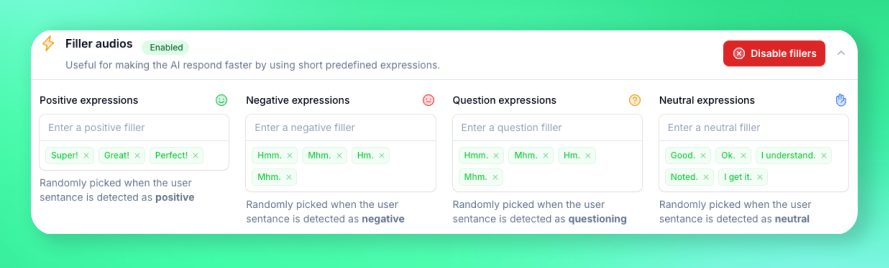 Filler audios Enabled
Useful for making the AI respond faster by using short predefined expressions.
Disable fillers
Positive expressions
Enter a positive filler
Super! × Great! × Perfect! ×
Randomly picked when the user
sentance is detected as positive
Negative expressions
Enter a negative filler
Hmm. × Mhm. × Hm. ×
Mhm. ×
Randomly picked when the user
sentance is detected as negative
Question expressions
Enter a question filler
Hmm. × Mhm. × Hm. ×
Mhm. ×
Randomly picked when the user
sentance is detected as questioning
Neutral expressions
Enter a neutral filler
Good. × Ok. × I understand. ×
Noted. × I get it. ×
Randomly picked when the user
sentance is detected as neutral